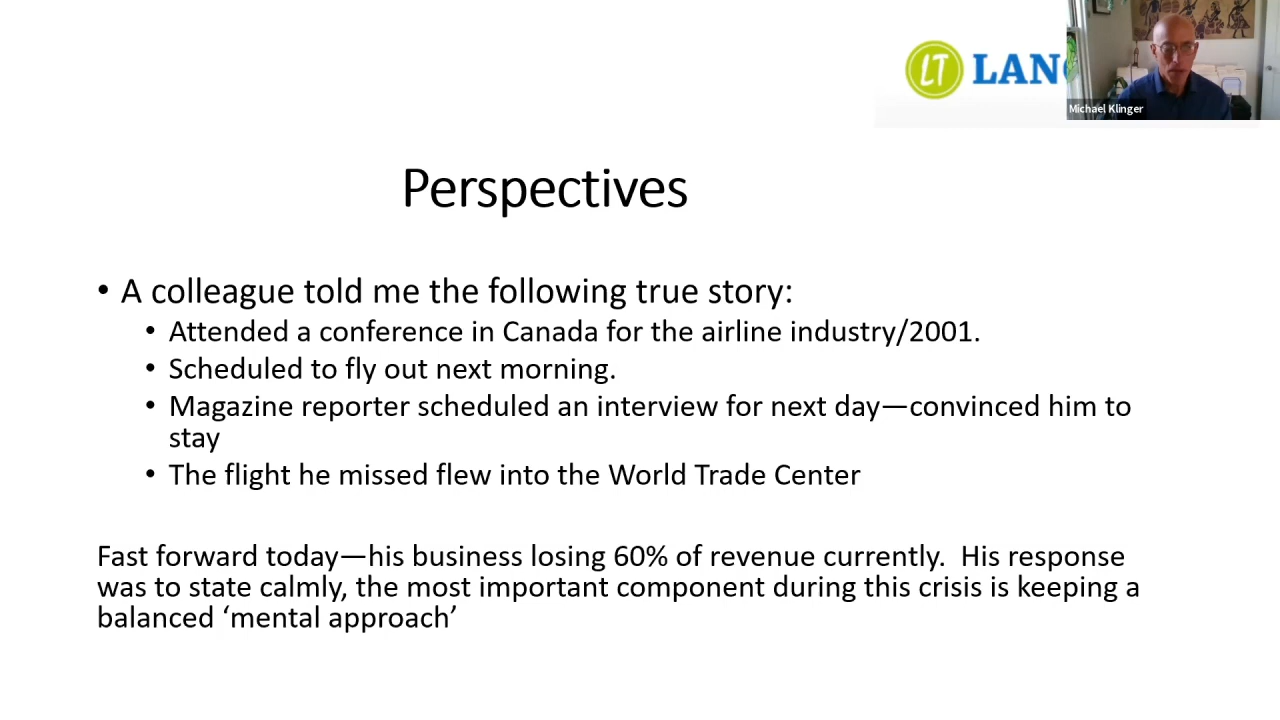 LT LAN
Michael Klinger
Perspectives
• A colleague told me the following true story:
• Attended a conference in Canada for the airline industry/2001.
• Scheduled to fly out next morning.
• Magazine reporter scheduled an interview for next day—convinced him to
stay
• The flight he missed flew into the World Trade Center
Fast forward today—his business losing 60% of revenue currently.  His response
was to state calmly, the most important component during this crisis is keeping a
balanced ‘mental approach’